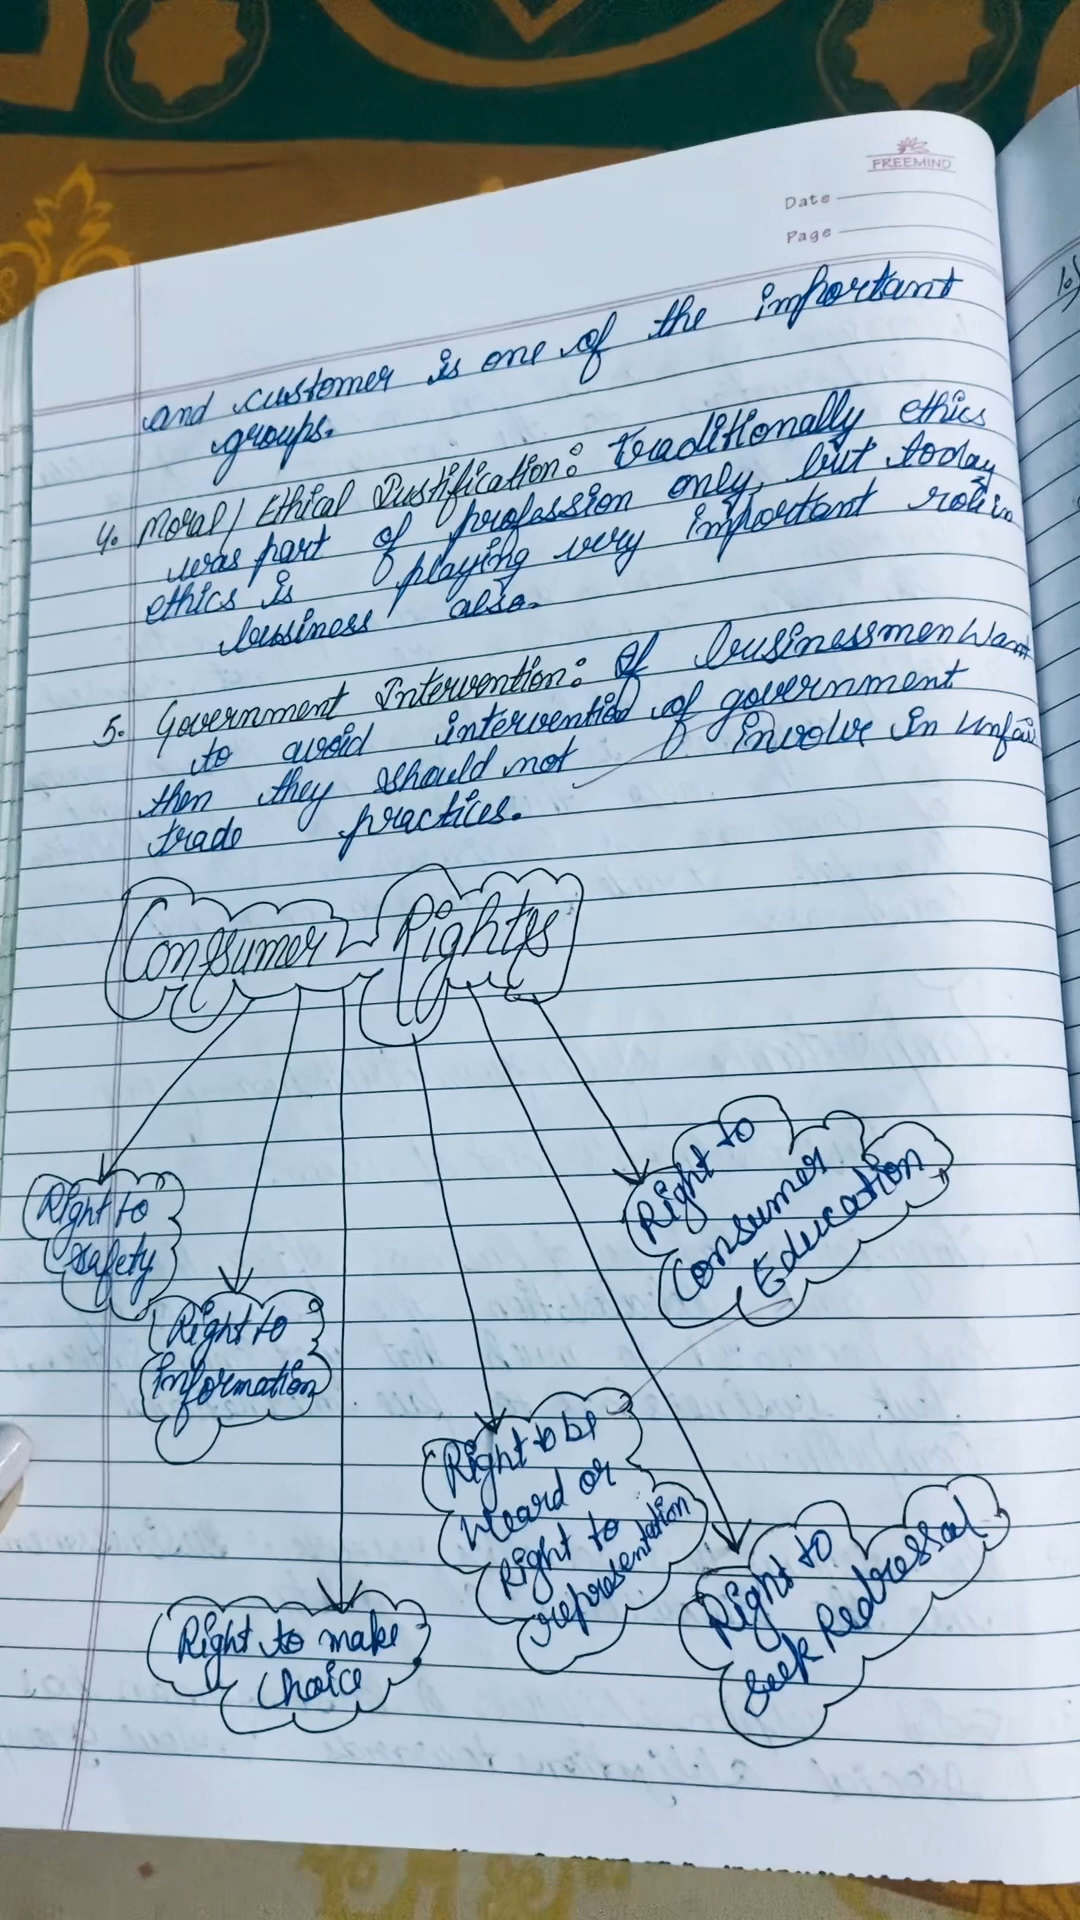 FREEMIND
Date
Page
and customer is one of the important
groups.
4. Moral/Ethical Justification: traditionally ethics
was part of profession only, but today
ethics is playing very important role in
bussiness also.
5. Government Intervention: If businessmen want
to avoid intervention of government
then they should not involve in unfair
trade practices.
Consumer Rights
Right to
safety
Right to
Information
Right to make
Choice
Right to be
Heard or
Right to
representation
Right to
seek Redressal
Right to
Consumer
Education